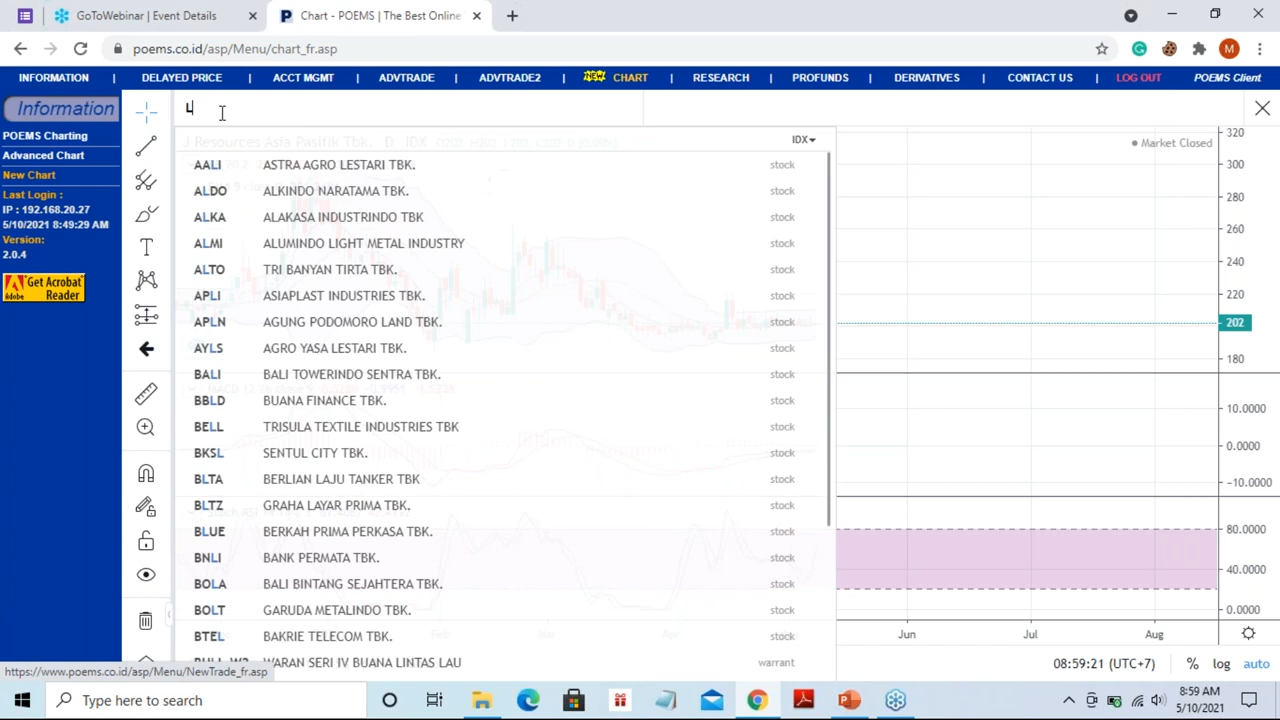 GoToWebinar | Event Details
Chart - POEMS | The Best Online
poems.co.id/asp/Menu/chart_fr.asp
M
INFORMATION | DELAYED PRICE | ACCT MGMT | ADVTRADE | ADVTRADE2 | NEW CHART | RESEARCH | PROFUNDS | DERIVATIVES | CONTACT US | LOG OUT POEMS Client
Information
POEMS Charting
Advanced Chart
New Chart
Last Login :
IP : 192.168.20.27
5/10/2021 8:49:29 AM
Version:
2.0.4
Get Acrobat
Reader
Adobe
L
J Resources Asia Pasifik Tbk. D IDX
IDX
Market Closed
AALI ASTRA AGRO LESTARI TBK. stock
ALDO ALKINDO NARATAMA TBK. stock
ALKA ALAKASA INDUSTRINDO TBK stock
ALMI ALUMINDO LIGHT METAL INDUSTRY stock
ALTO TRI BANYAN TIRTA TBK. stock
APLI ASIAPLAST INDUSTRIES TBK. stock
APLN AGUNG PODOMORO LAND TBK. stock
AYLS AGRO YASA LESTARI TBK. stock
BALI BALI TOWERINDO SENTRA TBK. stock
BBLD BUANA FINANCE TBK. stock
BELL TRISULA TEXTILE INDUSTRIES TBK stock
BKSL SENTUL CITY TBK. stock
BLTA BERLIAN LAJU TANKER TBK stock
BLTZ GRAHA LAYAR PRIMA TBK. stock
BLUE BERKAH PRIMA PERKASA TBK. stock
BNLI BANK PERMATA TBK. stock
BOLA BALI BINTANG SEJAHTERA TBK. stock
BOLT GARUDA METALINDO TBK. stock
BTEL BAKRIE TELECOM TBK. stock
BULL-W2 WARAN SERI IV BUANA LINTAS LAU warrant
320
300
280
260
240
220
202
180
10.0000
0.0000
-10.0000
80.0000
40.0000
0.0000
Feb Mar Apr Jun Jul Aug
08:59:21 (UTC+7) % log auto
https://www.poems.co.id/asp/Menu/NewTrade_fr.asp
Type here to search
8:59 AM
5/10/2021